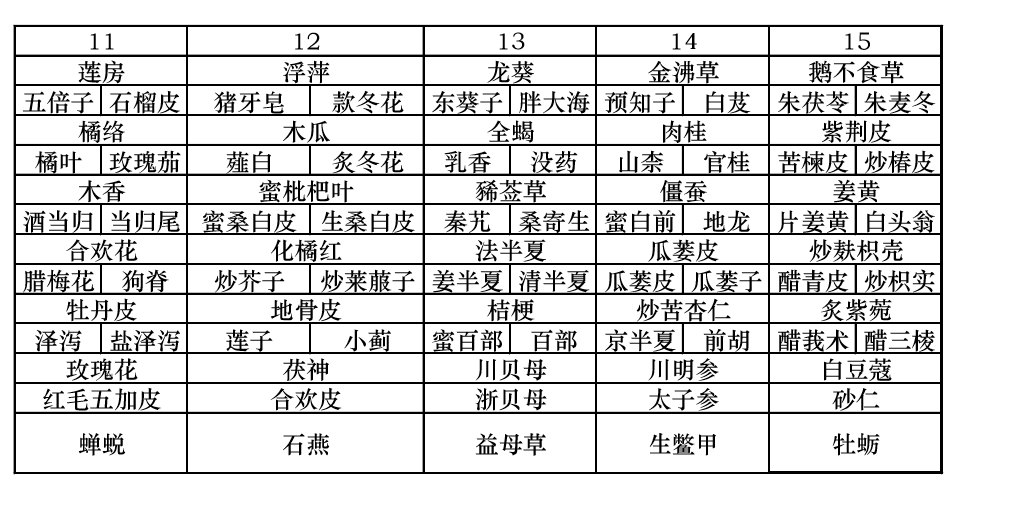 11 12 13 14 15
莲房 浮萍 龙葵 金沸草 鹅不食草
五倍子 石榴皮 猪牙皂 款冬花 东葵子 胖大海 预知子 白芨 朱茯苓 朱麦冬
橘络 木瓜 全蝎 肉桂 紫荆皮
橘叶 玫瑰茄 薤白 炙冬花 乳香 没药 山柰 官桂 苦楝皮 炒椿皮
木香 蜜枇杷叶 豨莶草 僵蚕 姜黄
酒当归 当归尾 蜜桑白皮 生桑白皮 秦艽 桑寄生 蜜白前 地龙 片姜黄 白头翁
合欢花 化橘红 法半夏 瓜蒌皮 炒麸枳壳
腊梅花 狗脊 炒芥子 炒莱菔子 姜半夏 清半夏 瓜蒌皮 瓜蒌子 醋青皮 炒枳实
牡丹皮 地骨皮 桔梗 炒苦杏仁 炙紫菀
泽泻 盐泽泻 莲子 小蓟 蜜百部 百部 京半夏 前胡 醋莪术 醋三棱
玫瑰花 茯神 川贝母 川明参 白豆蔻
红毛五加皮 合欢皮 浙贝母 太子参 砂仁
蝉蜕 石燕 益母草 生鳖甲 牡蛎